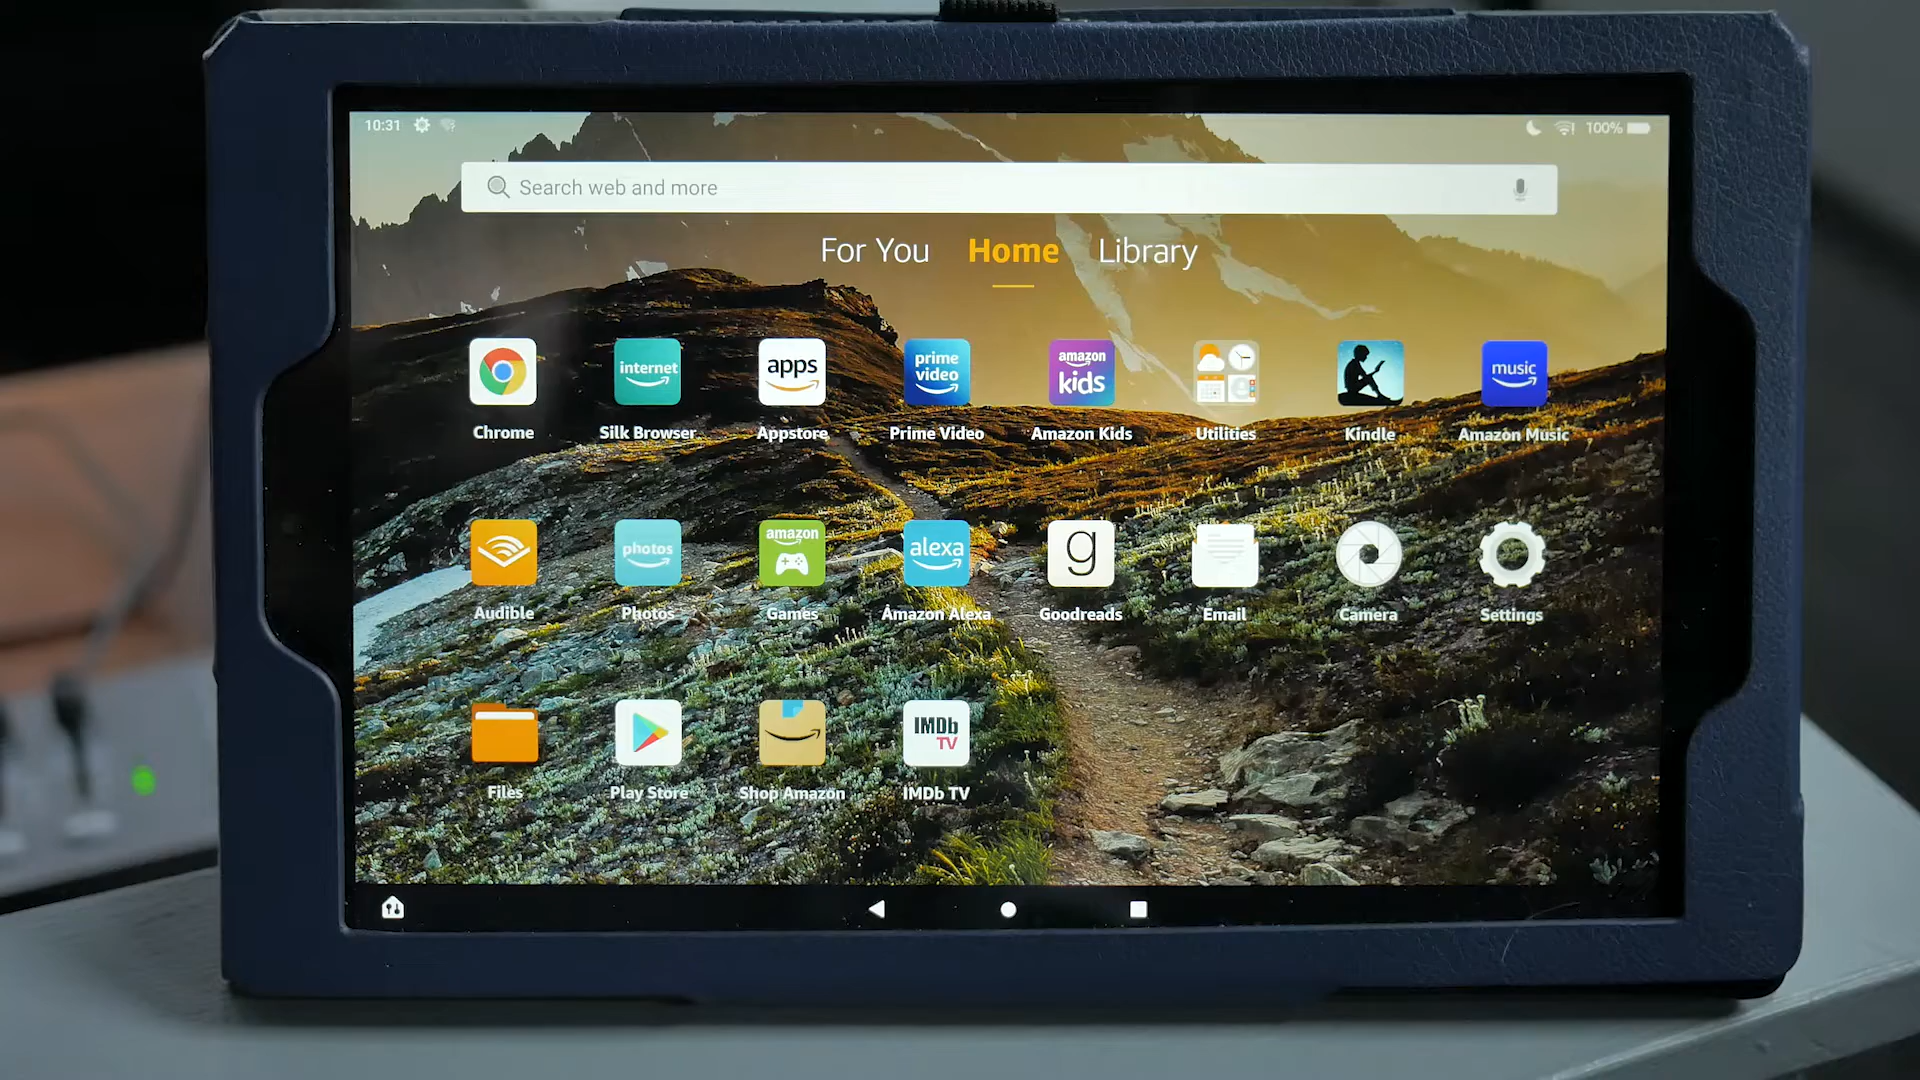 10:31 100%
Search web and more
For You Home Library
internet apps prime video amazon kids music
Chrome Silk Browser Appstore Prime Video Amazon Kids Utilities Kindle Amazon Music
photos amazon alexa g
Audible Photos Games Amazon Alexa Goodreads Email Camera Settings
IMDb TV
Files Play Store Shop Amazon IMDb TV